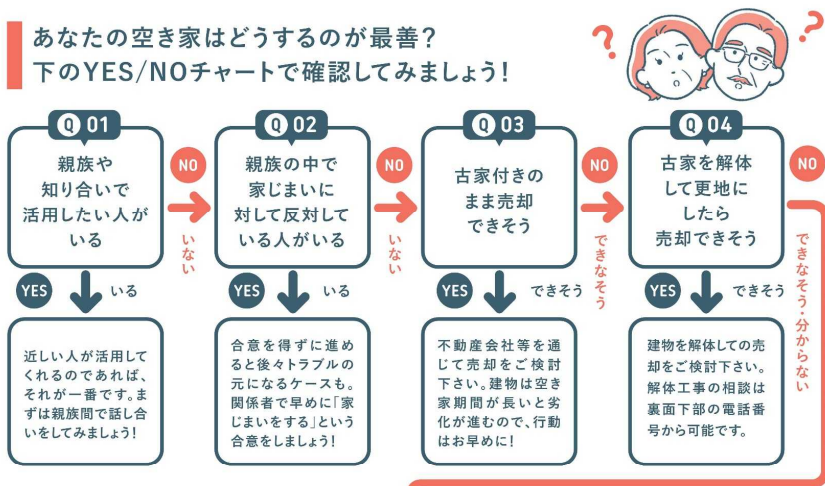 あなたの空き家はどうするのが最善？
下のYES/NOチャートで確認してみましょう！
?
?
Q 01
親族や
知り合いで
活用したい人が
いる
NO
いない
YES
いる
近しい人が活用して
くれるのであれば、
それが一番です。ま
ずは親族間で話し合
いをしてみましょう！
Q 02
親族の中で
家じまいに
対して反対して
いる人がいる
NO
いない
YES
いる
合意を得ずに進め
ると後々トラブルの
元になるケースも。
関係者で早めに「家
じまいをする」という
合意をしましょう！
Q 03
古家付きの
まま売却
できそう
NO
できなそう
YES
できそう
不動産会社等を通
じて売却をご検討
下さい。建物は空き
家期間が長いと劣
化が進むので、行動
はお早めに！
Q 04
古家を解体
して更地に
したら
売却できそう
NO
できなそう・分からない
YES
できそう
建物を解体しての売
却をご検討下さい。
解体工事の相談は
裏面下部の電話番
号から可能です。